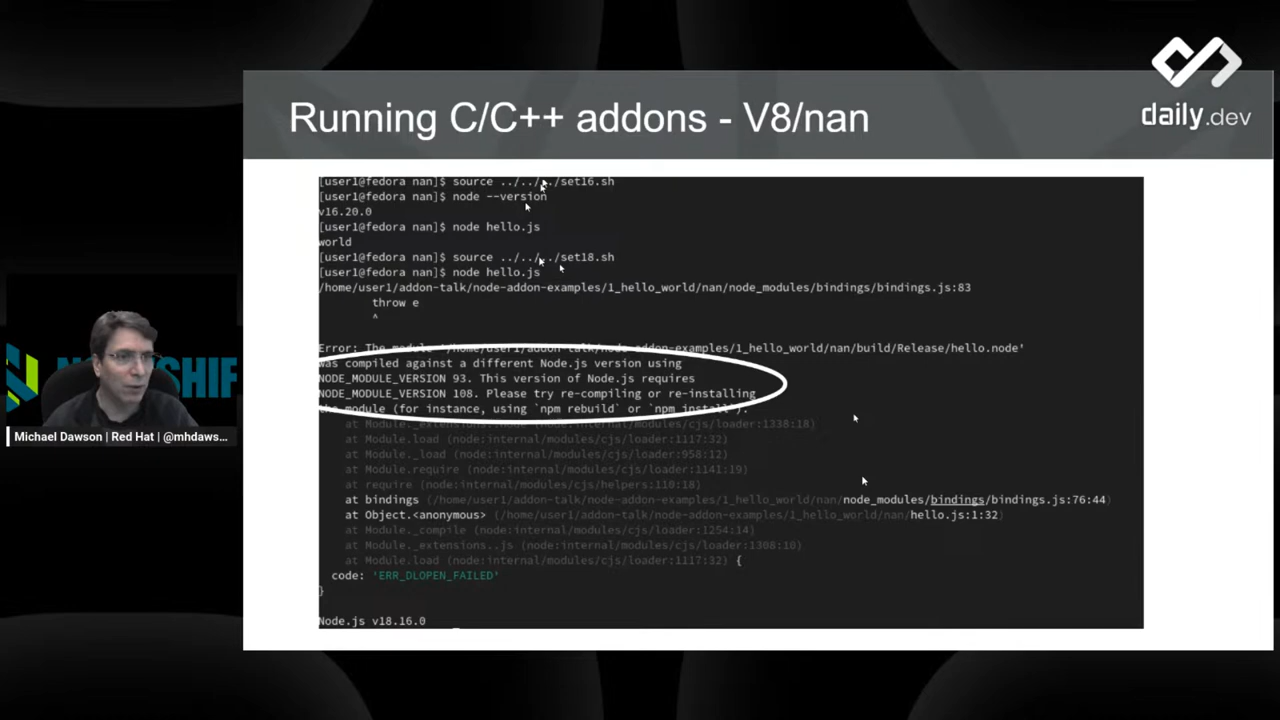 daily.dev
Running C/C++ addons - V8/nan
[user1@fedora nan]$ source ../../../set16.sh
[user1@fedora nan]$ node --version
v16.20.0
[user1@fedora nan]$ node hello.js
world
[user1@fedora nan]$ source ../../../set18.sh
[user1@fedora nan]$ node hello.js
/home/user1/addon-talk/node-addon-examples/1_hello_world/nan/node_modules/bindings/bindings.js:83
throw e
^
Error: The module '/home/user1/addon-talk/node-addon-examples/1_hello_world/nan/build/Release/hello.node'
was compiled against a different Node.js version using
NODE_MODULE_VERSION 93. This version of Node.js requires
NODE_MODULE_VERSION 108. Please try re-compiling or re-installing
the module (for instance, using `npm rebuild` or `npm install`).
at Module._extensions..node (node:internal/modules/cjs/loader:1338:18)
at Module.load (node:internal/modules/cjs/loader:1117:32)
at Module._load (node:internal/modules/cjs/loader:958:12)
at Module.require (node:internal/modules/cjs/loader:1141:19)
at require (node:internal/modules/cjs/helpers:110:18)
at bindings (/home/user1/addon-talk/node-addon-examples/1_hello_world/nan/node_modules/bindings/bindings.js:76:44)
at Object.<anonymous> (/home/user1/addon-talk/node-addon-examples/1_hello_world/nan/hello.js:1:32)
at Module._compile (node:internal/modules/cjs/loader:1254:14)
at Module._extensions..js (node:internal/modules/cjs/loader:1308:10)
at Module.load (node:internal/modules/cjs/loader:1117:32) {
code: 'ERR_DLOPEN_FAILED'
}
Node.js v18.16.0
Michael Dawson | Red Hat | @mhdaws...